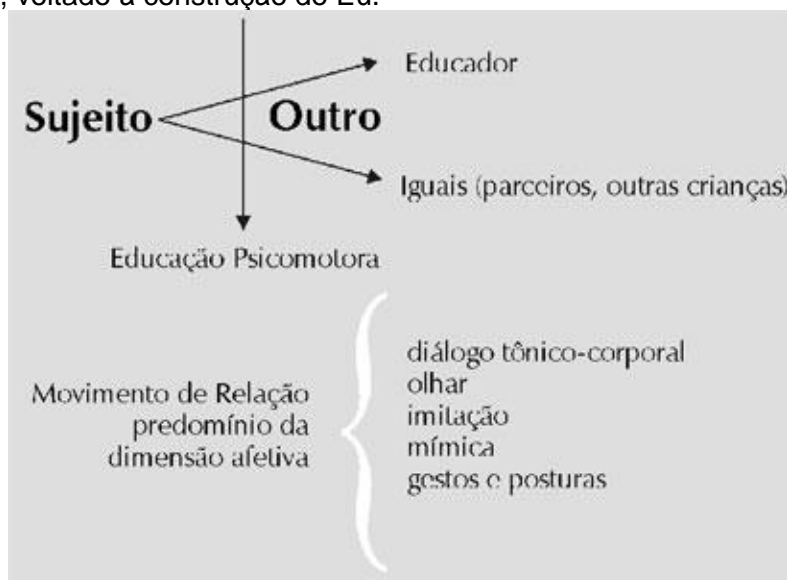 , voltado à construção do Eu.
Educador
Sujeito Outro
Iguais (parceiros, outras crianças)
Educação Psicomotora
Movimento de Relação
predomínio da
dimensão afetiva
diálogo tônico-corporal
olhar
imitação
mímica
gestos e posturas